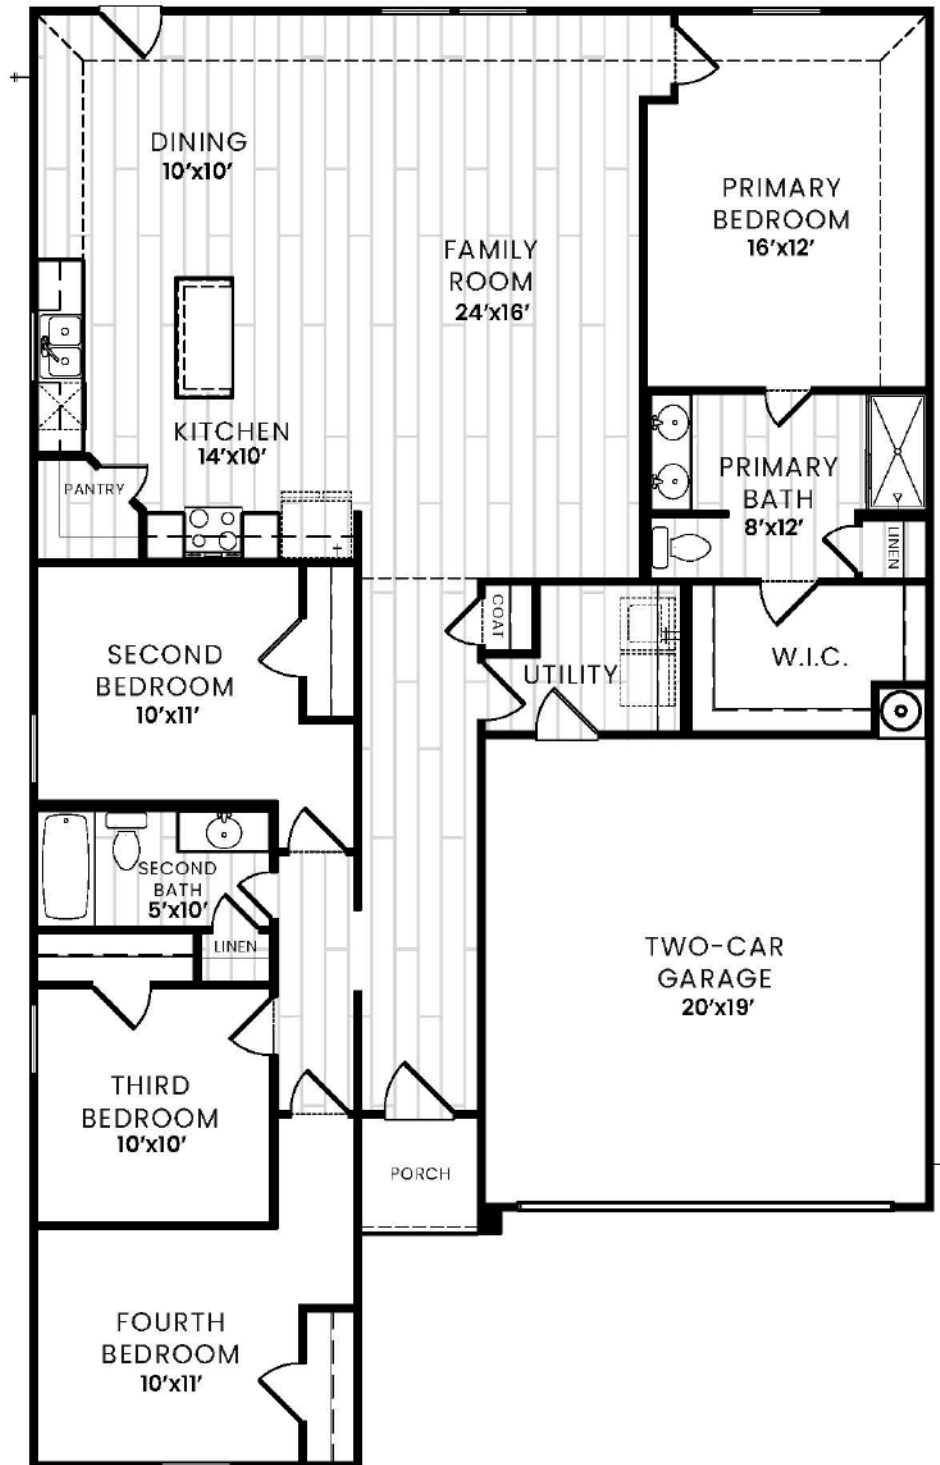 DINING
10'x10'
PRIMARY
BEDROOM
16'x12'
FAMILY
ROOM
24'x16'
KITCHEN
14'x10'
PANTRY
PRIMARY
BATH
8'x12'
LINEN
COAT
UTILITY
W.I.C.
SECOND
BEDROOM
10'x11'
SECOND
BATH
5'x10'
LINEN
TWO-CAR
GARAGE
20'x19'
THIRD
BEDROOM
10'x10'
PORCH
FOURTH
BEDROOM
10'x11'